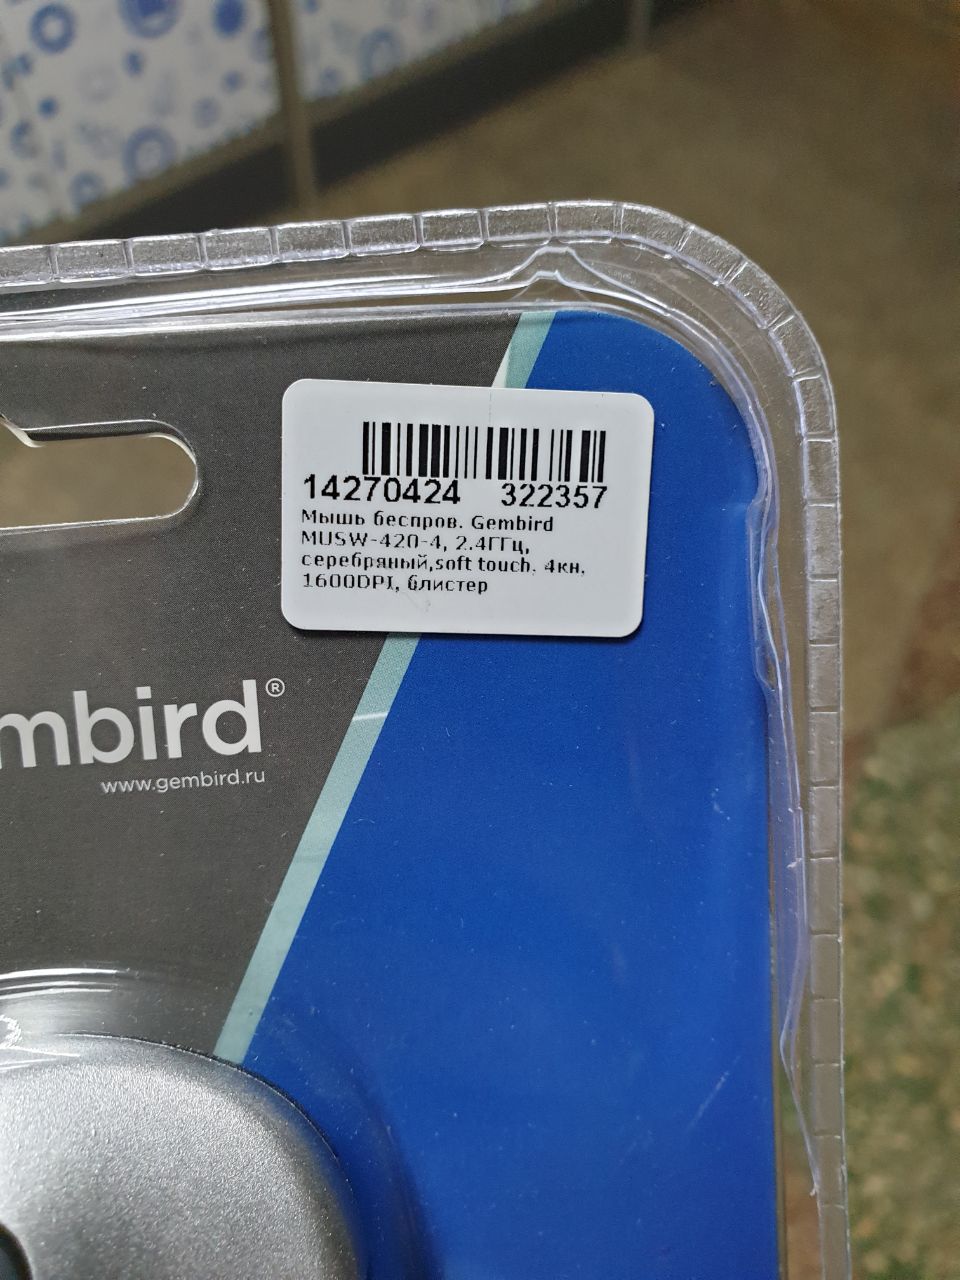 14270424 322357
Мышь беспров. Gembird
MUSW-420-4, 2.4ГГц,
серебряный,soft touch, 4кн,
1600DPI, блистер
mbird®
www.gembird.ru